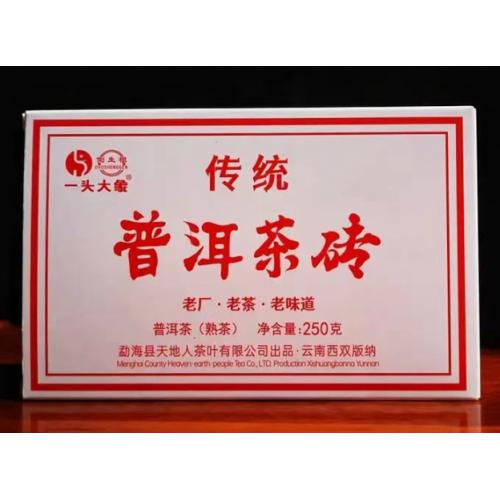 一头大象®
传统
普洱茶砖
老厂·老茶·老味道
普洱茶（熟茶） 净含量:250克
勐海县天地人茶叶有限公司出品·云南西双版纳
Menghai County Heaven-earth-people Tea Co., LTD. Production Xishuangbanna Yunnan